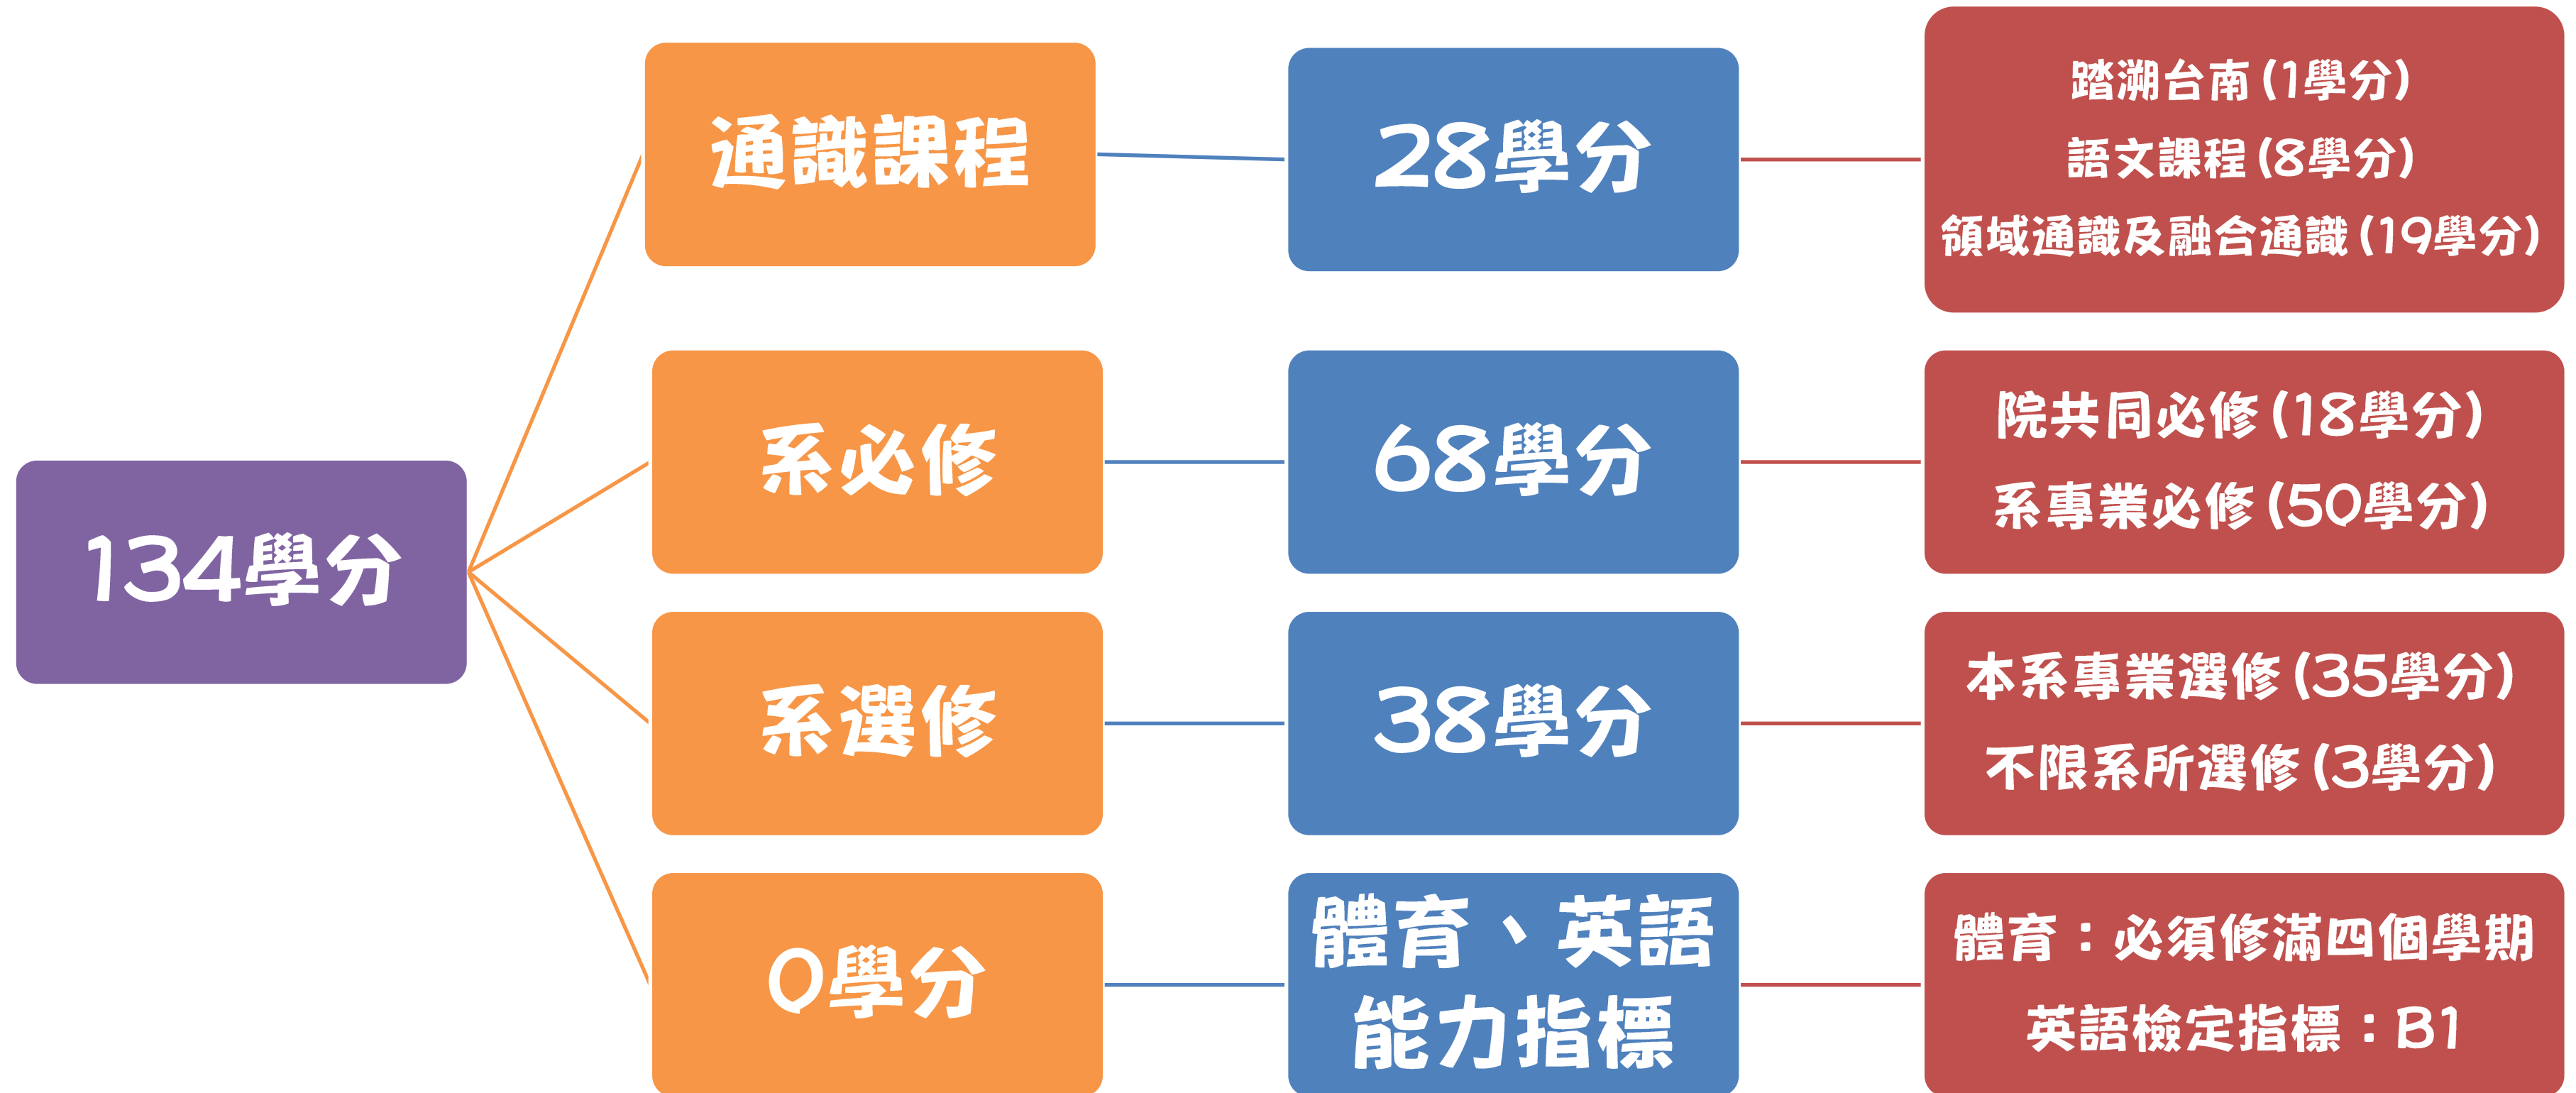 134學分
通識課程
28學分
踏溯台南(1學分)
語文課程(8學分)
領域通識及融合通識(19學分)
系必修
68學分
院共同必修(18學分)
系專業必修(50學分)
系選修
38學分
本系專業選修(35學分)
不限系所選修(3學分)
0學分
體育、英語
能力指標
體育：必須修滿四個學期
英語檢定指標：B1